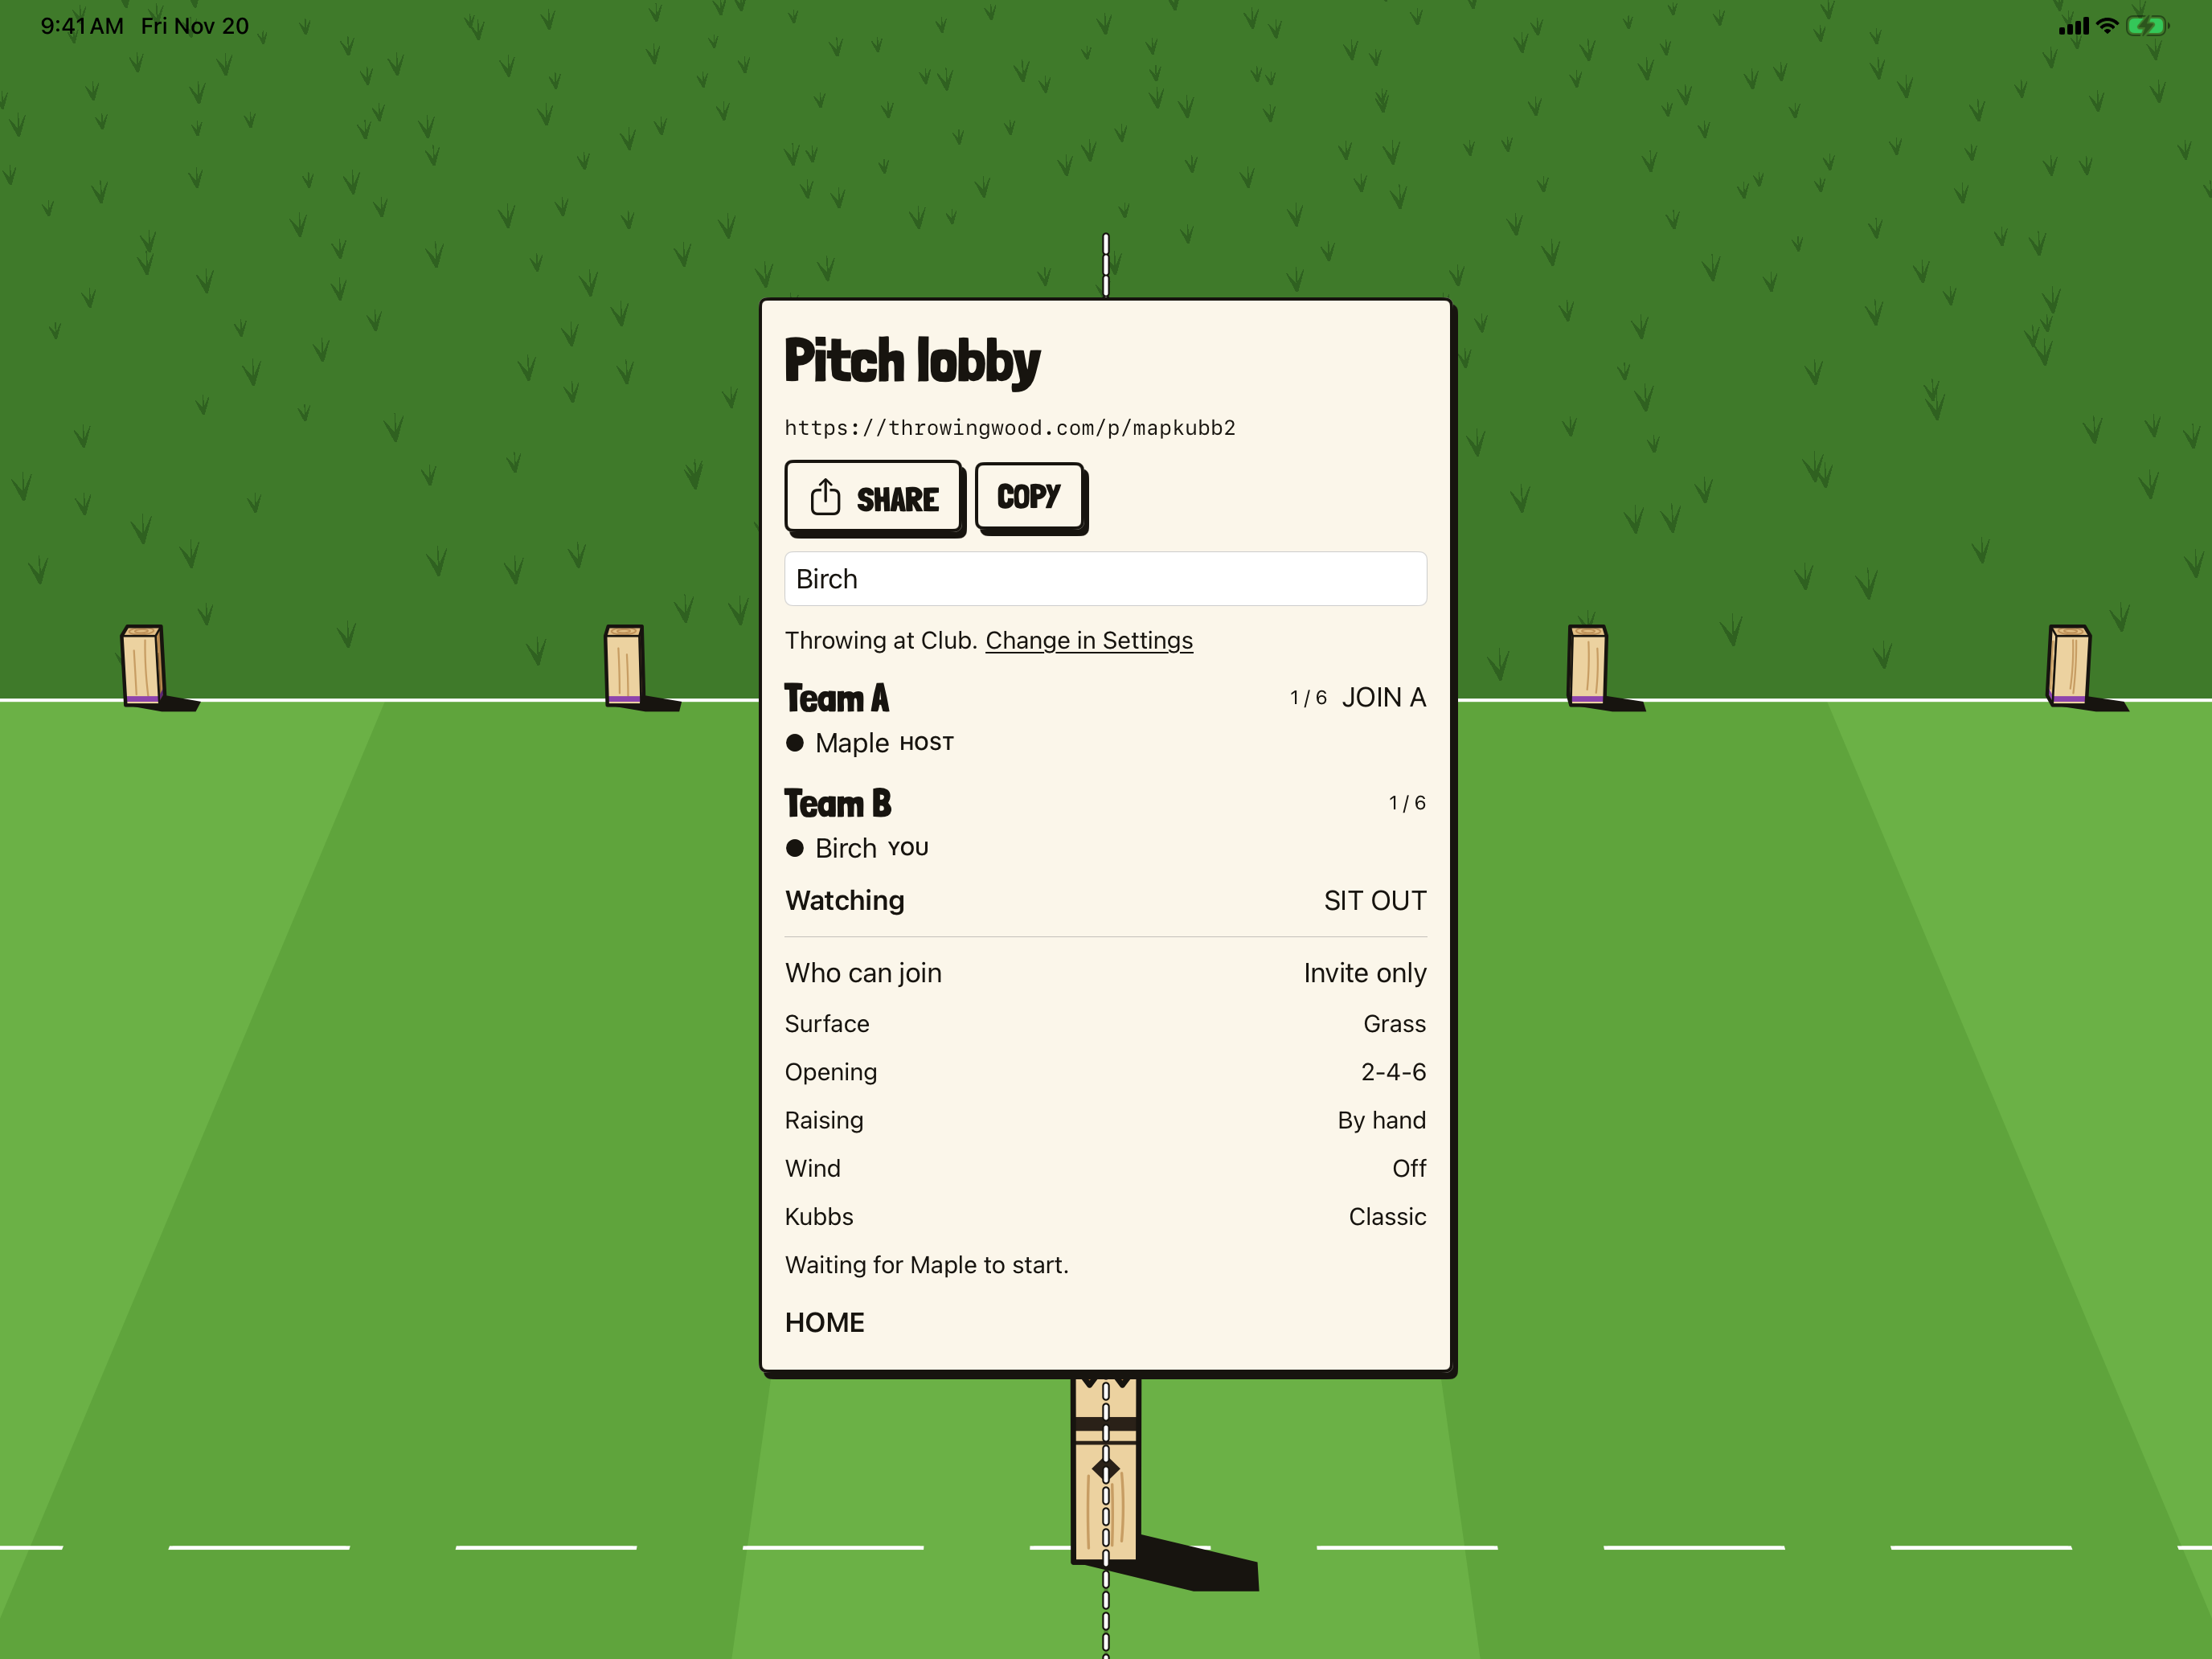 9:41 AM Fri Nov 20
Pitch lobby
https://throwingwood.com/p/mapkubb2
SHARE COPY
Birch
Throwing at Club. Change in Settings
Team A 1 / 6 JOIN A
Maple HOST
Team B 1 / 6
Birch YOU
Watching SIT OUT
Who can join Invite only
Surface Grass
Opening 2-4-6
Raising By hand
Wind Off
Kubbs Classic
Waiting for Maple to start.
HOME